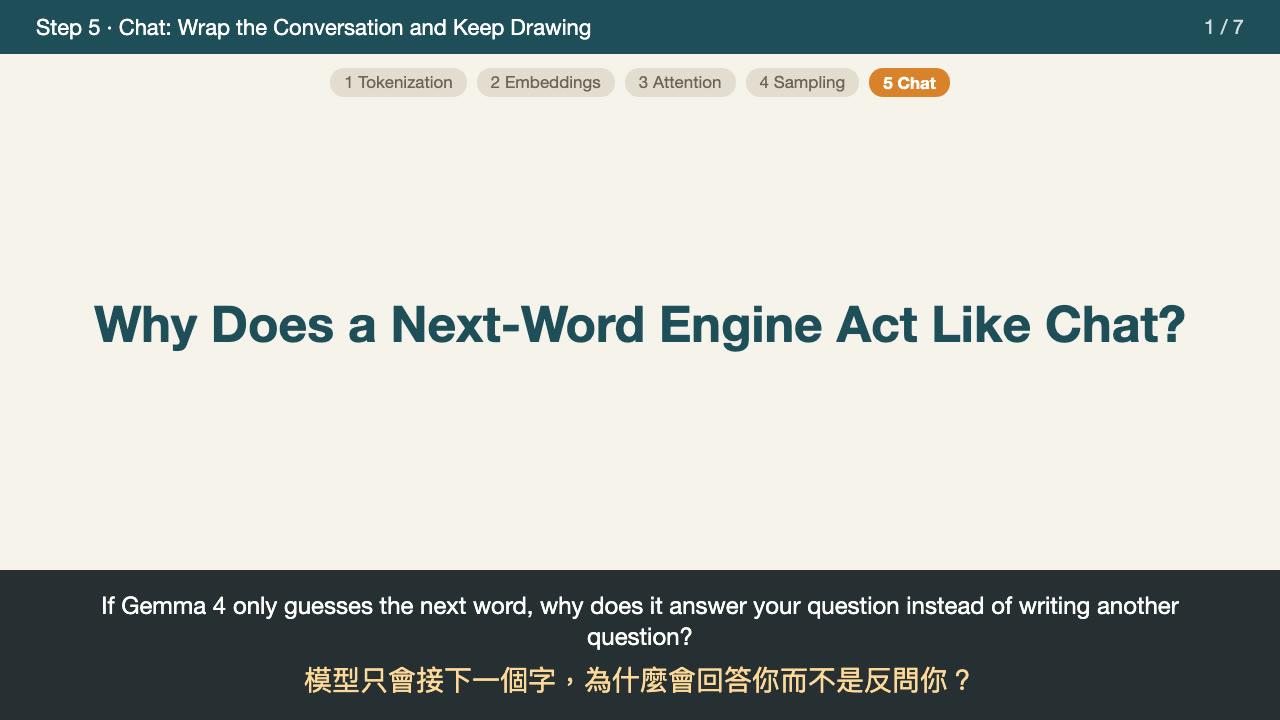 Step 5 · Chat: Wrap the Conversation and Keep Drawing
1 / 7
1 Tokenization
2 Embeddings
3 Attention
4 Sampling
5 Chat
Why Does a Next-Word Engine Act Like Chat?
If Gemma 4 only guesses the next word, why does it answer your question instead of writing another
question?
模型只會接下一個字，為什麼會回答你而不是反問你？